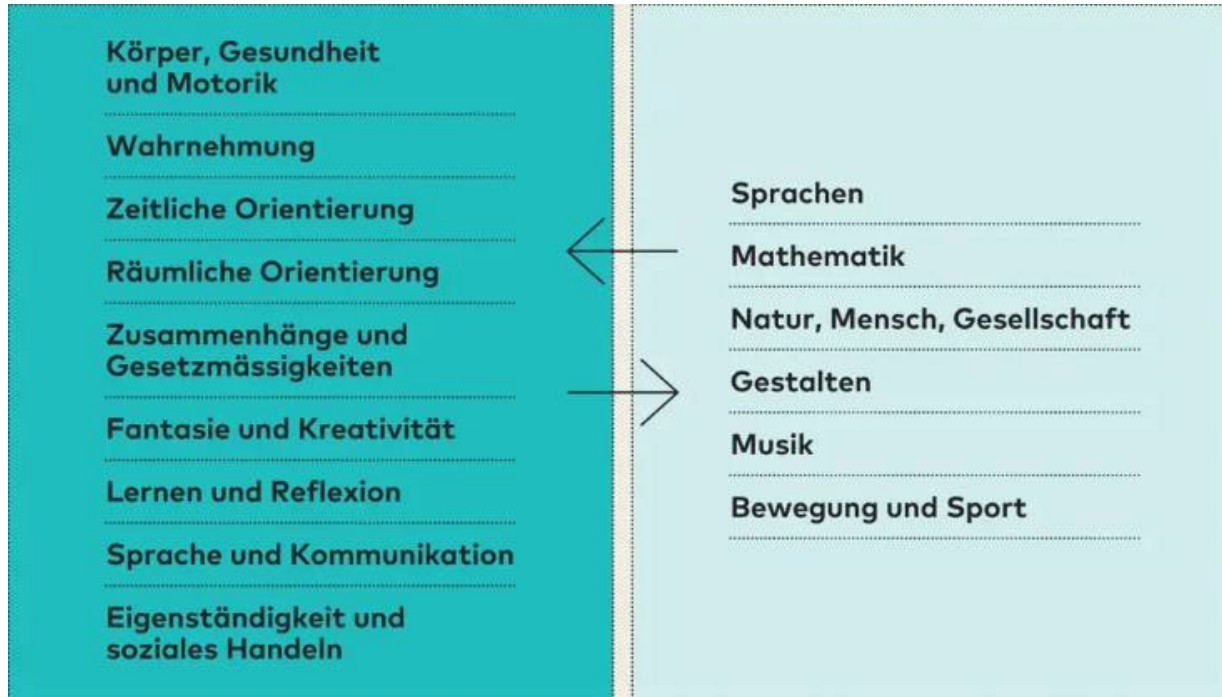 Körper, Gesundheit
und Motorik
Wahrnehmung
Zeitliche Orientierung
Räumliche Orientierung
Zusammenhänge und
Gesetzmässigkeiten
Fantasie und Kreativität
Lernen und Reflexion
Sprache und Kommunikation
Eigenständigkeit und
soziales Handeln
Sprachen
Mathematik
Natur, Mensch, Gesellschaft
Gestalten
Musik
Bewegung und Sport